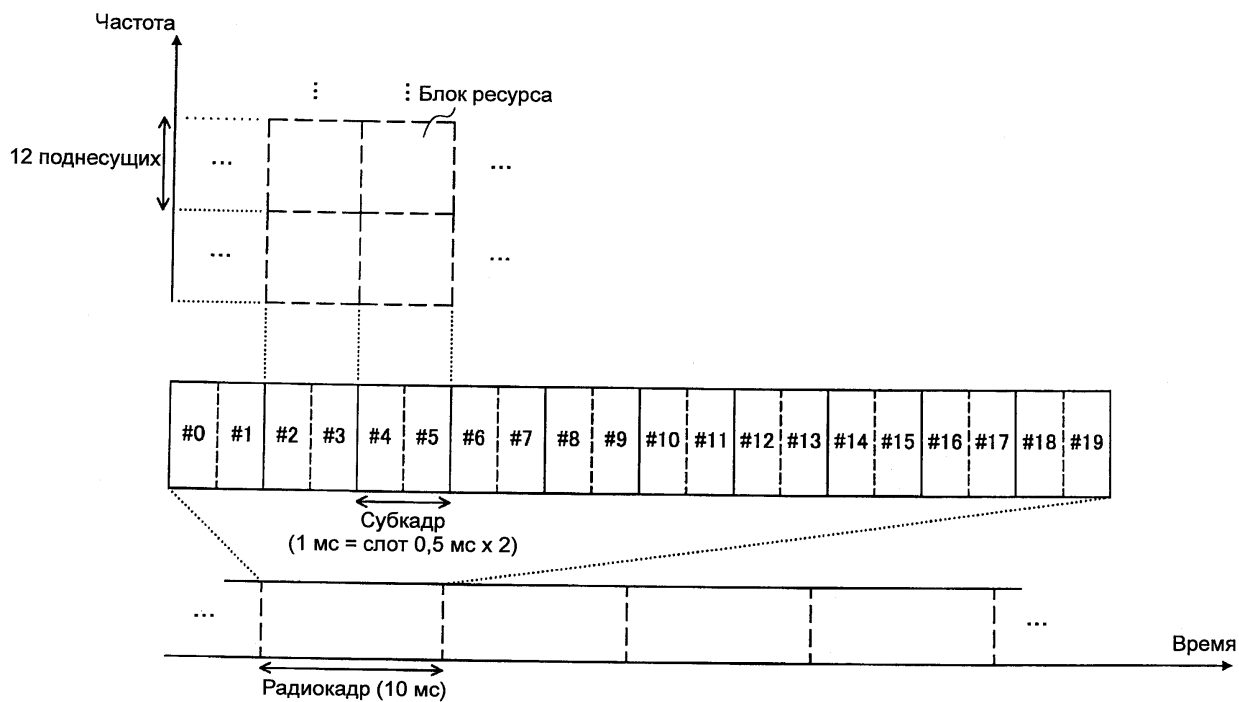 Частота
⋮ ⋮
Блок ресурса
12 поднесущих
... ...
... ...
#0 #1 #2 #3 #4 #5 #6 #7 #8 #9 #10 #11 #12 #13 #14 #15 #16 #17 #18 #19
Субкадр
(1 мс = слот 0,5 мс x 2)
... ...
Время
Радиокадр (10 мс)